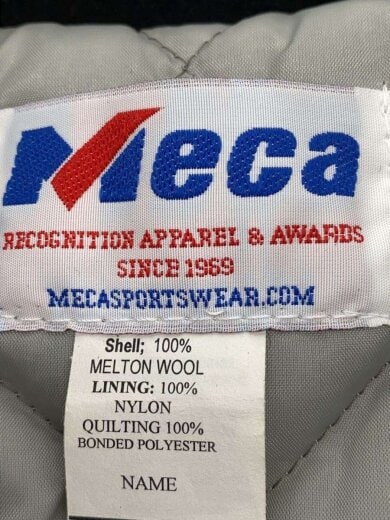 Meca
RECOGNITION APPAREL & AWARDS
SINCE 1969
MECASPORTSWEAR.COM
Shell; 100%
MELTON WOOL
LINING: 100%
NYLON
QUILTING 100%
BONDED POLYESTER
NAME